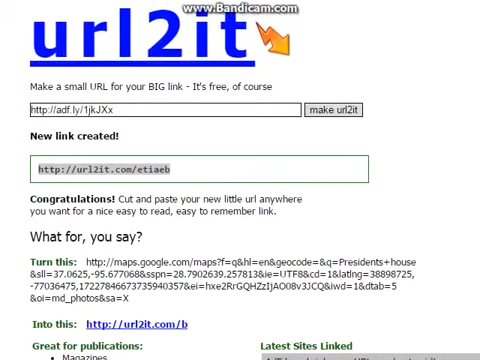 www.Bandicam.com
url2it
Make a small URL for your BIG link - It's free, of course
http://adf.ly/1jkJXx make url2it
New link created!
http://url2it.com/etiaeb
Congratulations! Cut and paste your new little url anywhere
you want for a nice easy to read, easy to remember link.
What for, you say?
Turn this: http://maps.google.com/maps?f=q&hl=en&geocode=&q=Presidents+house
&sll=37.0625,-95.677068&sspn=28.7902639.257813&ie=UTF8&cd=1&latlng=38898725,
-77036475,17227846673735940357&ei=hxe2RrGQHZzIjAO08v3JCQ&iwd=1&dtab=5
&oi=md_photos&sa=X
Into this: http://url2it.com/b
Great for publications: Latest Sites Linked
Magazines